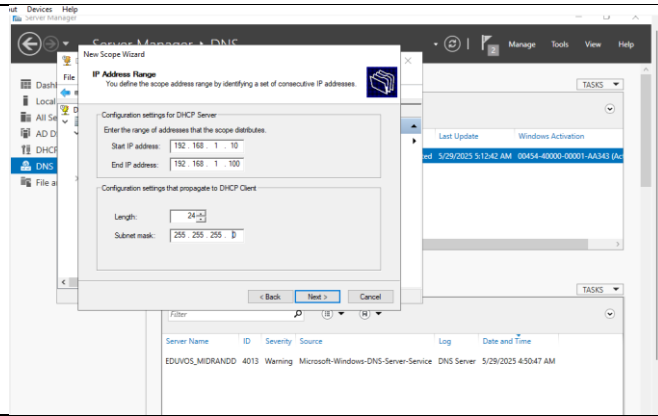 out Devices Help
Server Manager
Server Manager • DNS
Manage Tools View Help
New Scope Wizard
IP Address Range
You define the scope address range by identifying a set of consecutive IP addresses.
Configuration settings for DHCP Server
Enter the range of addresses that the scope distributes.
Start IP address: 192 . 168 . 1 . 10
End IP address: 192 . 168 . 1 . 100
Configuration settings that propagate to DHCP Client
Length: 24
Subnet mask: 255 . 255 . 255 . 0
< Back Next > Cancel
File
Dash
Local
All Se
AD D
DHCP
DNS
File a
TASKS
Last Update Windows Activation
ed 5/29/2025 5:12:42 AM 00454-40000-00001-AA343 (Ac
TASKS
Filter
Server Name ID Severity Source Log Date and Time
EDUVOS_MIDRANDD 4013 Warning Microsoft-Windows-DNS-Server-Service DNS Server 5/29/2025 4:50:47 AM